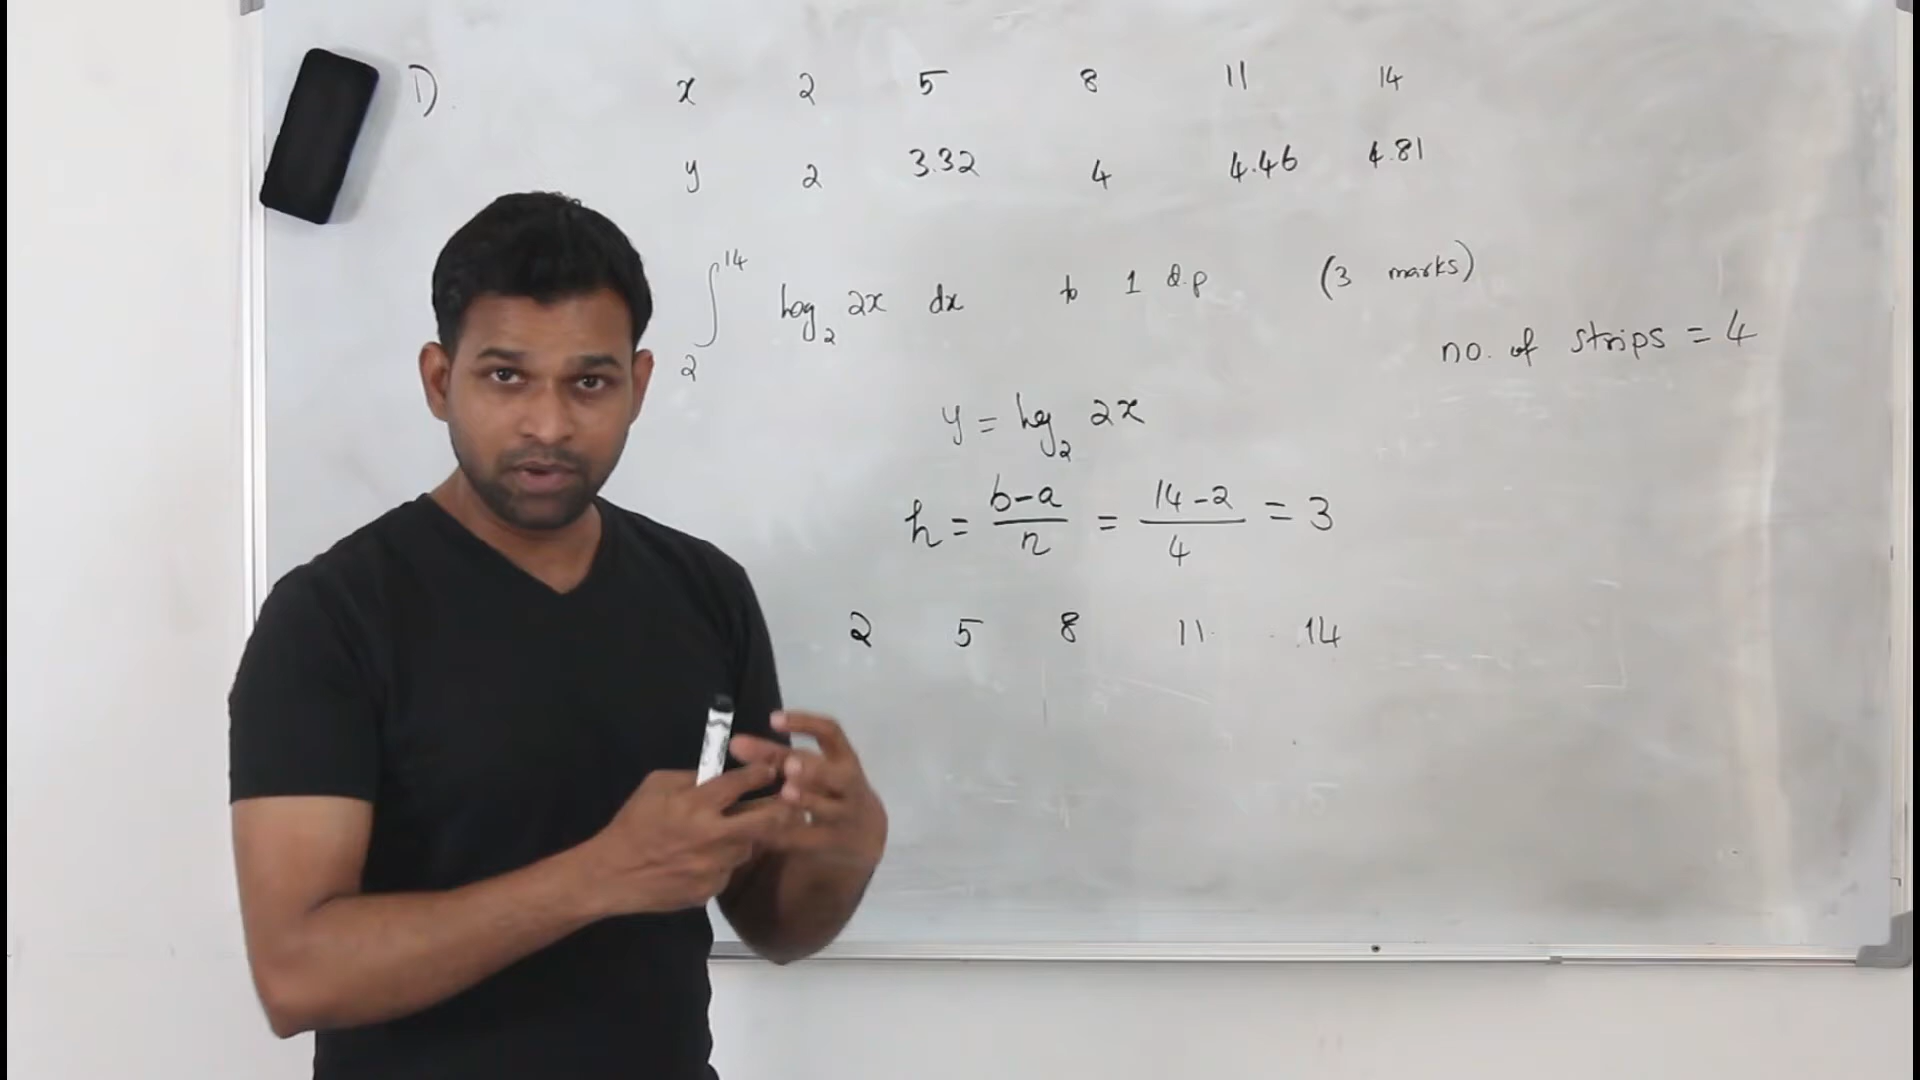 1).
x 2 5 8 11 14
y 2 3.32 4 4.46 4.81
∫₂¹⁴ log₂ 2x dx to 1 d.p (3 marks)
no. of strips = 4
y = log₂ 2x
h = (b-a)/n = (14-2)/4 = 3
2 5 8 11 14